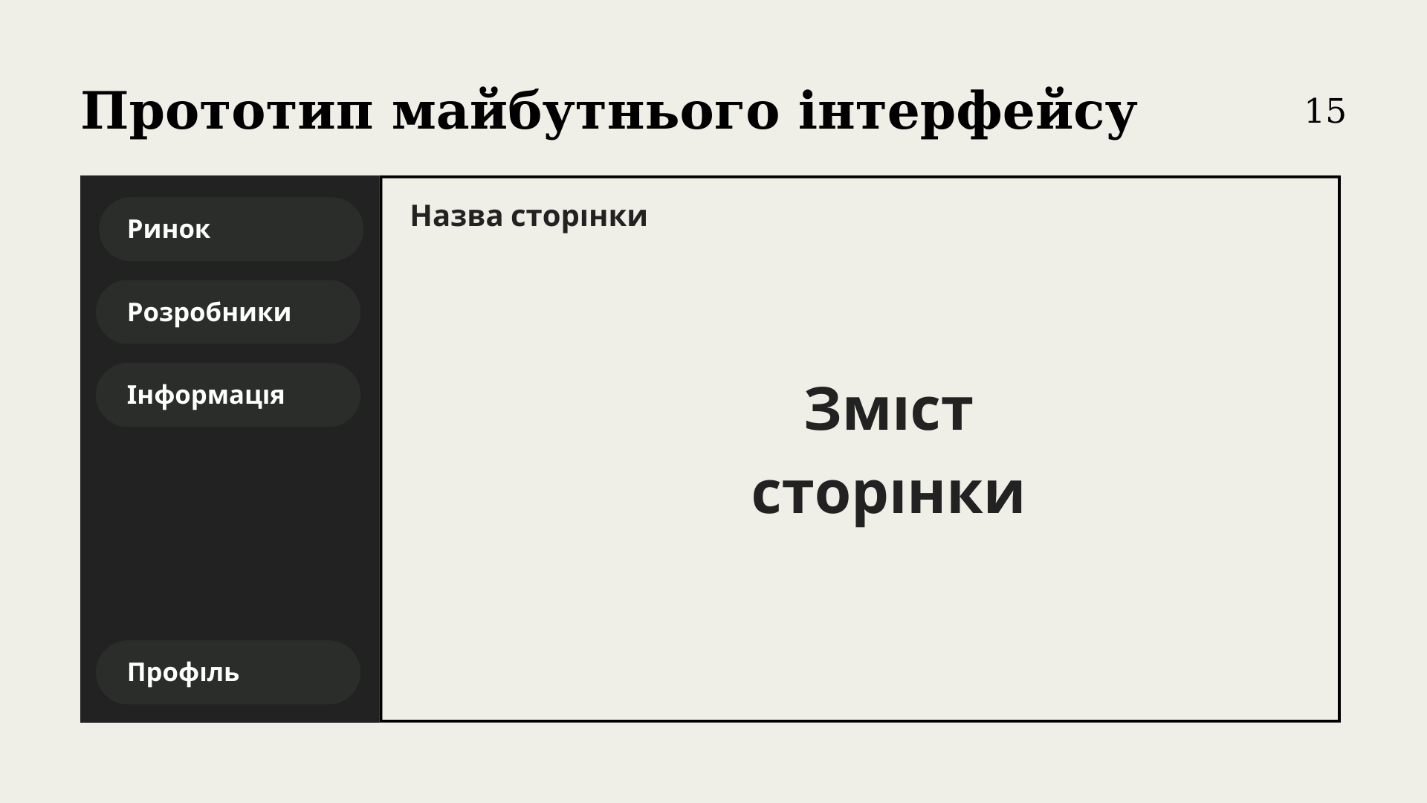 Прототип майбутнього інтерфейсу
15
Ринок
Розробники
Інформація
Профіль
Назва сторінки
Зміст
сторінки